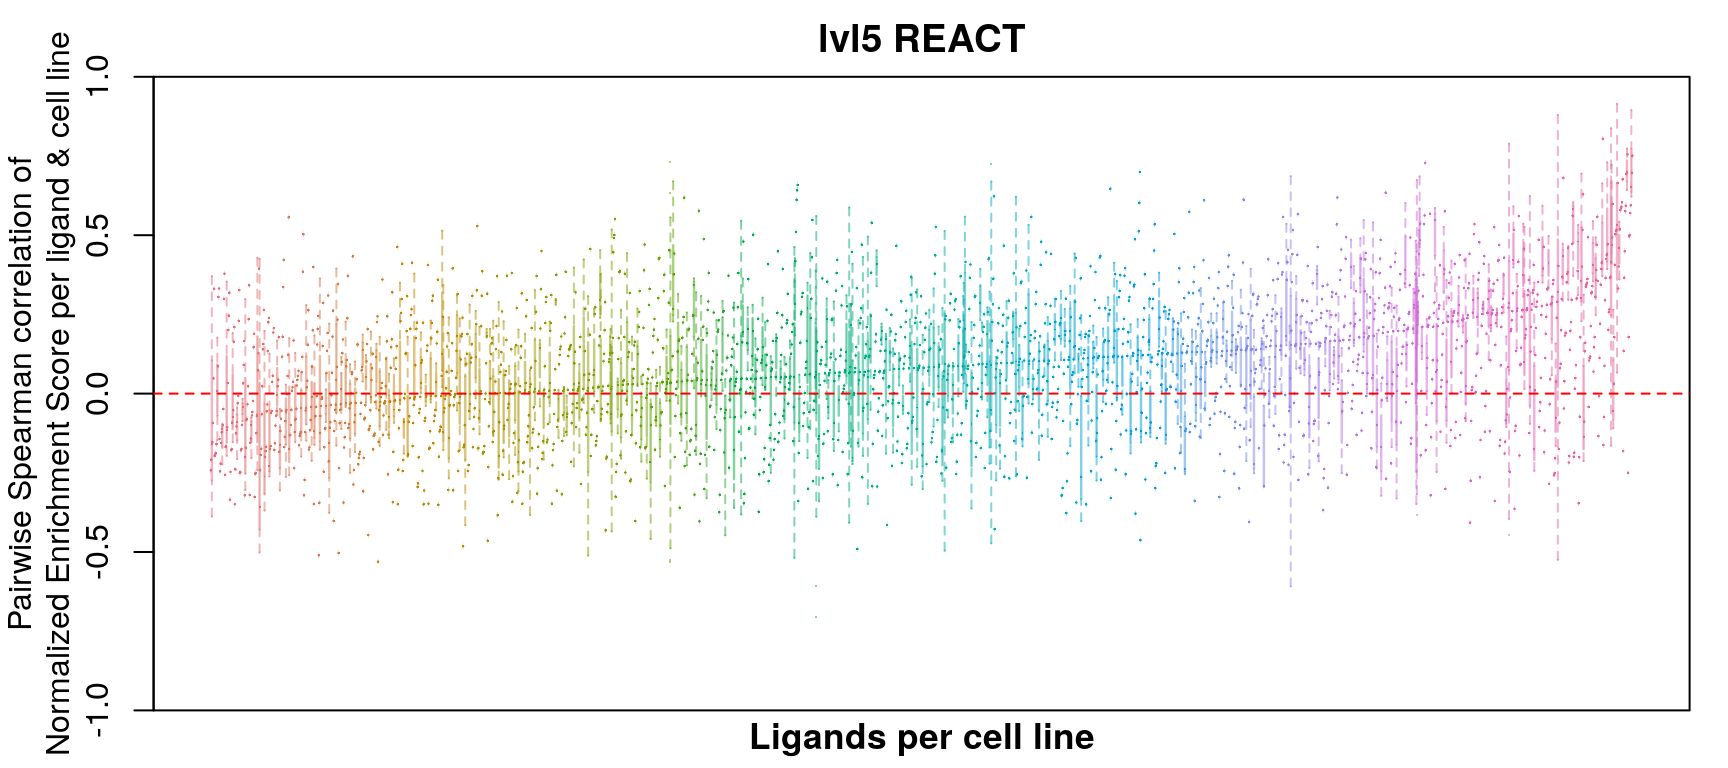 lvl5 REACT
Pairwise Spearman correlation of
Normalized Enrichment Score per ligand & cell line
1.0
0.5
0.0
-0.5
-1.0
Ligands per cell line